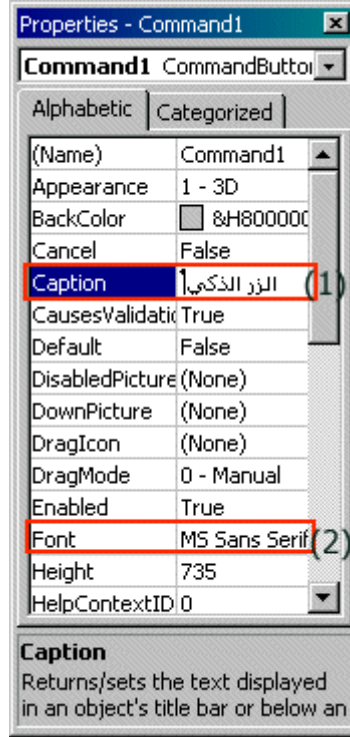 Properties - Command1
Command1 CommandButton
Alphabetic Categorized
(Name) Command1
Appearance 1 - 3D
BackColor &H800000
Cancel False
Caption الزر الذكي (1)
CausesValidatio True
Default False
DisabledPicture (None)
DownPicture (None)
DragIcon (None)
DragMode 0 - Manual
Enabled True
Font MS Sans Serif (2)
Height 735
HelpContextID 0
Caption
Returns/sets the text displayed
in an object's title bar or below an